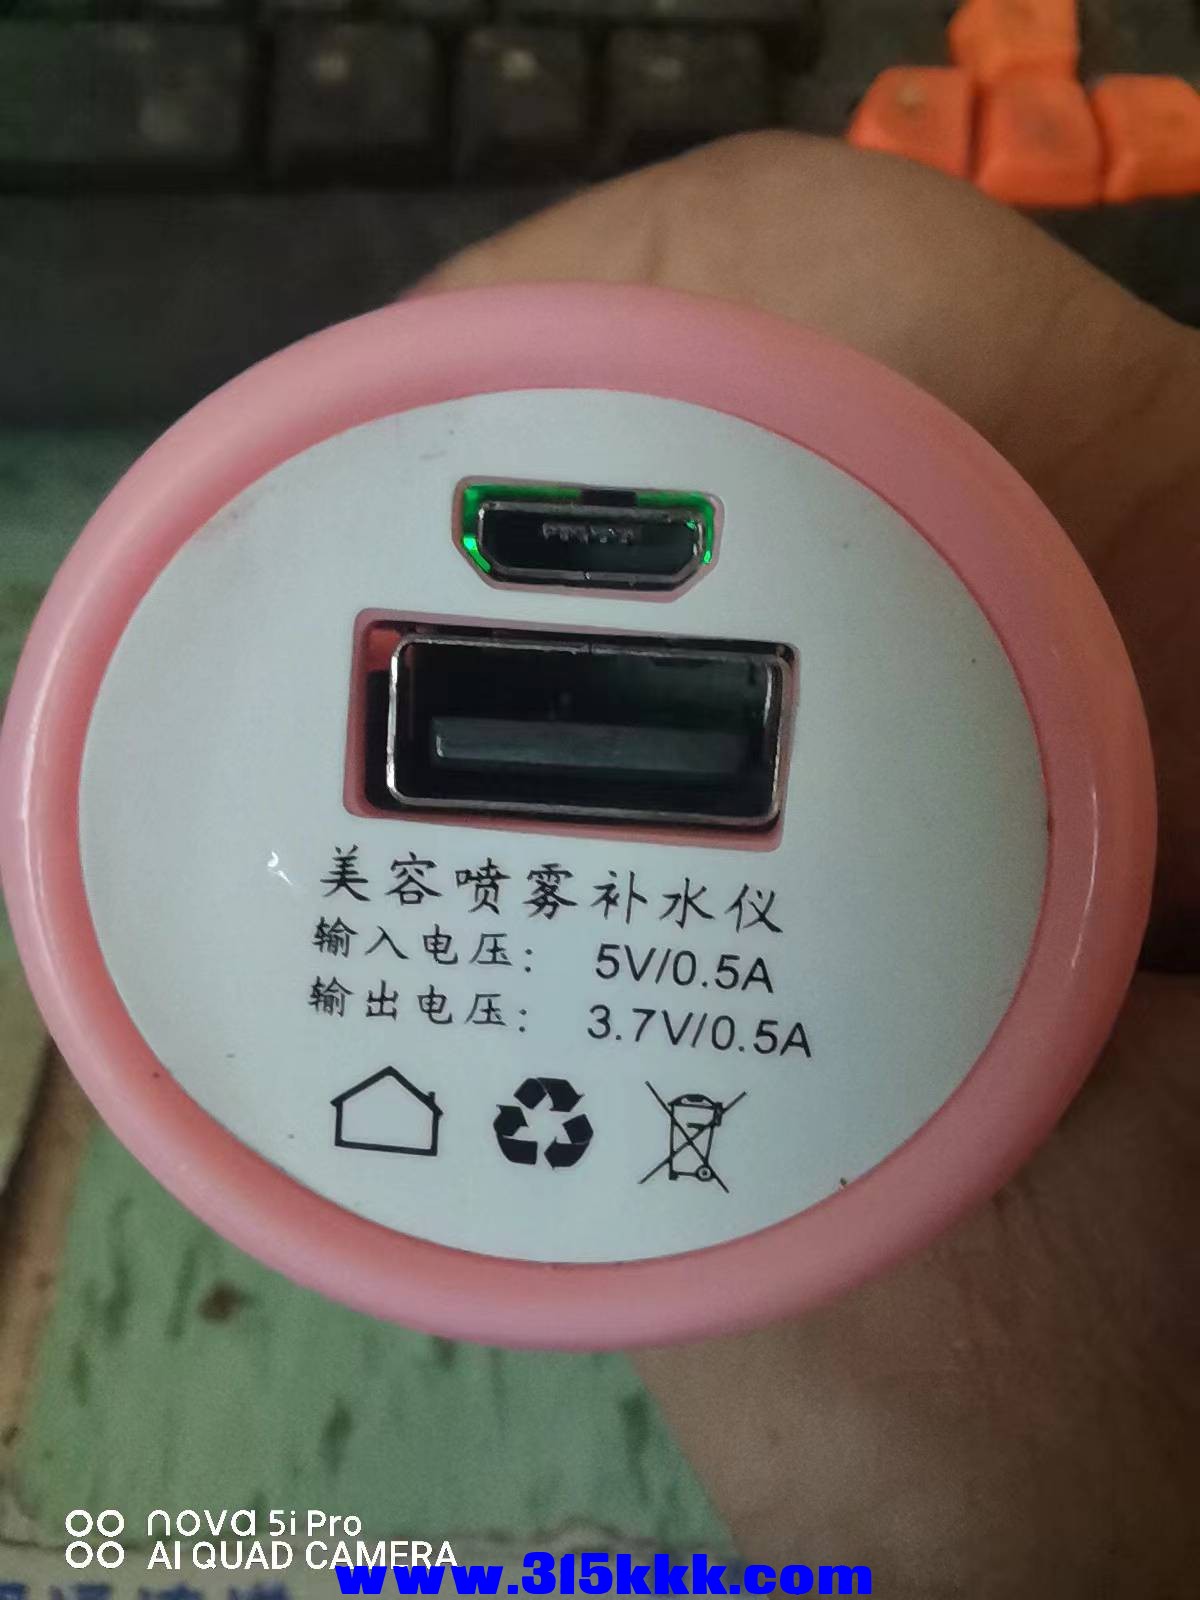 美容喷雾补水仪
输入电压： 5V/0.5A
输出电压： 3.7V/0.5A
nova 5i Pro
AI QUAD CAMERA
www.315kkk.com